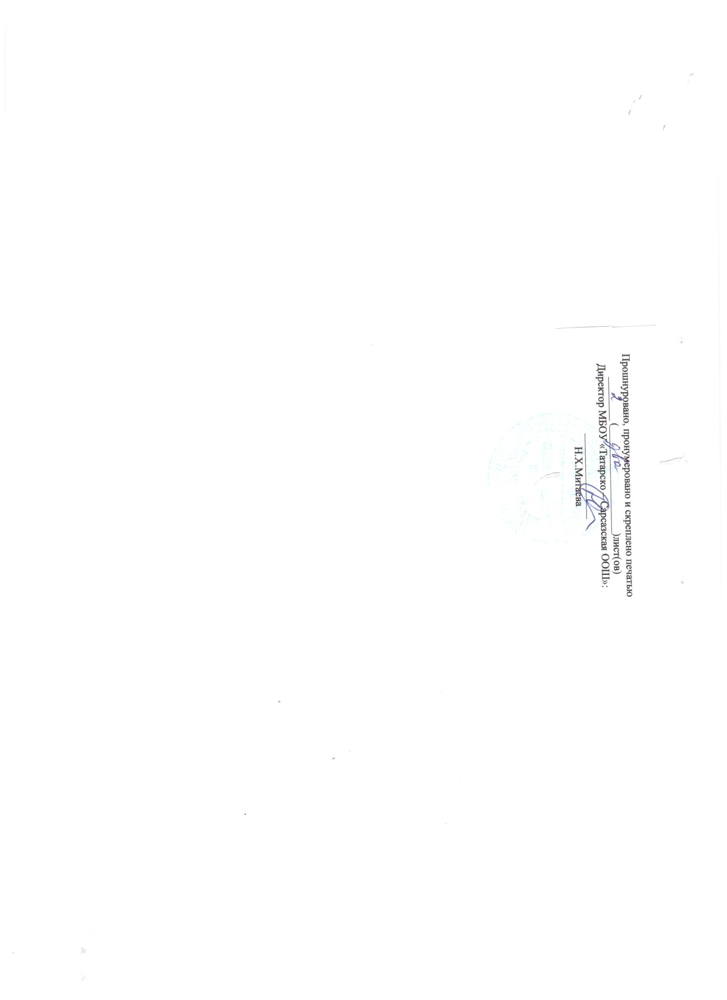 Прошнуровано, пронумеровано и скреплено печатью
2 ( два )лист(ов)
Директор МБОУ «Татарско – Сарсазская ООШ»:
Н.Х.Митаева